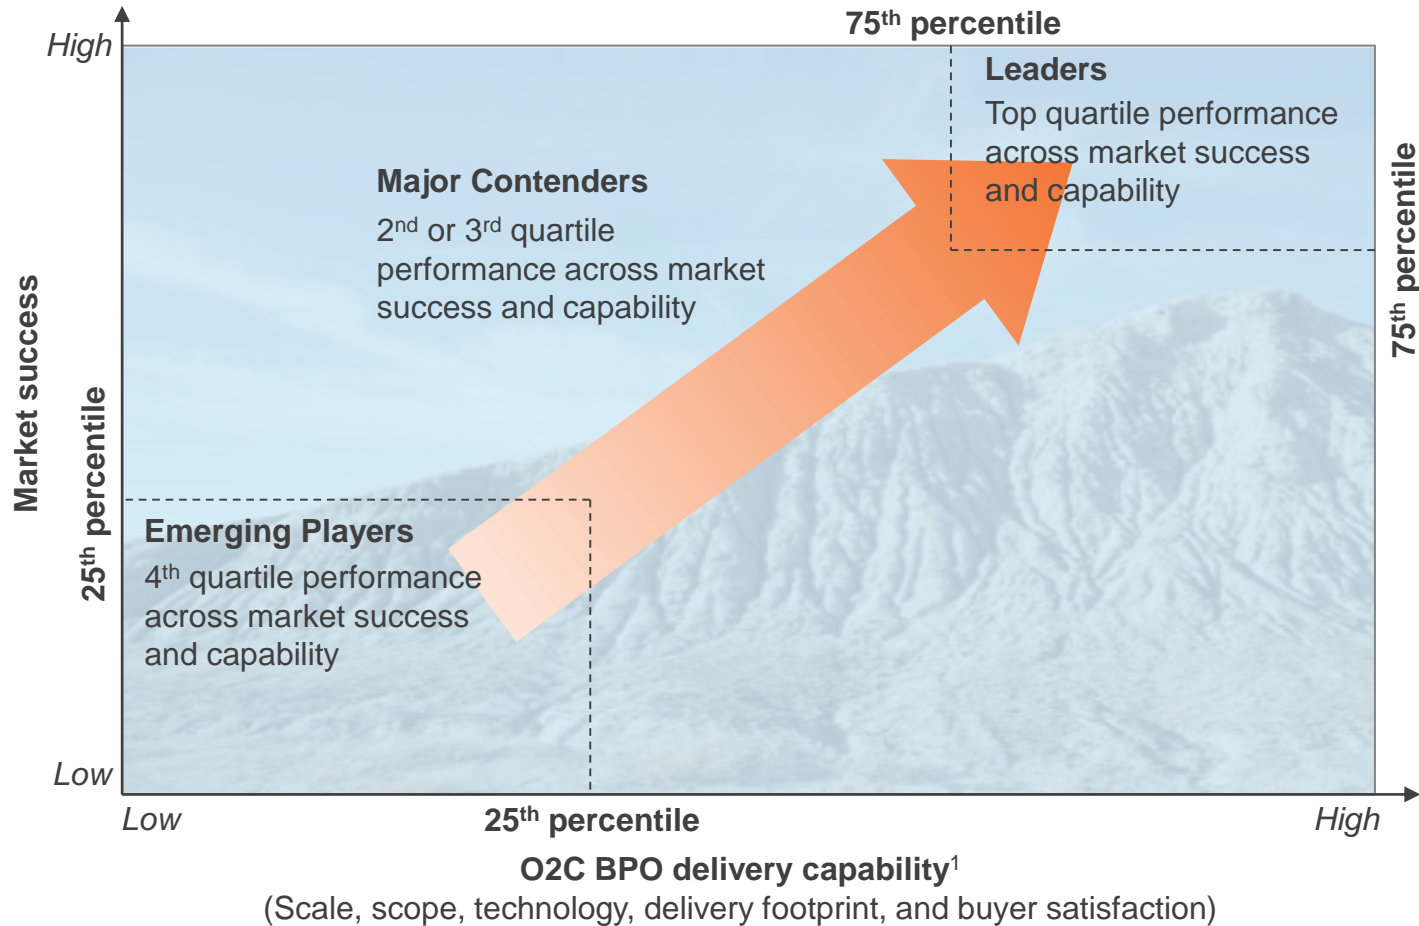 75th percentile
High
Leaders
Top quartile performance
across market success
and capability
Major Contenders
2nd or 3rd quartile
performance across market
success and capability
75th percentile
Market success
25th percentile
Emerging Players
4th quartile performance
across market success
and capability
Low
Low
25th percentile
High
O2C BPO delivery capability1
(Scale, scope, technology, delivery footprint, and buyer satisfaction)